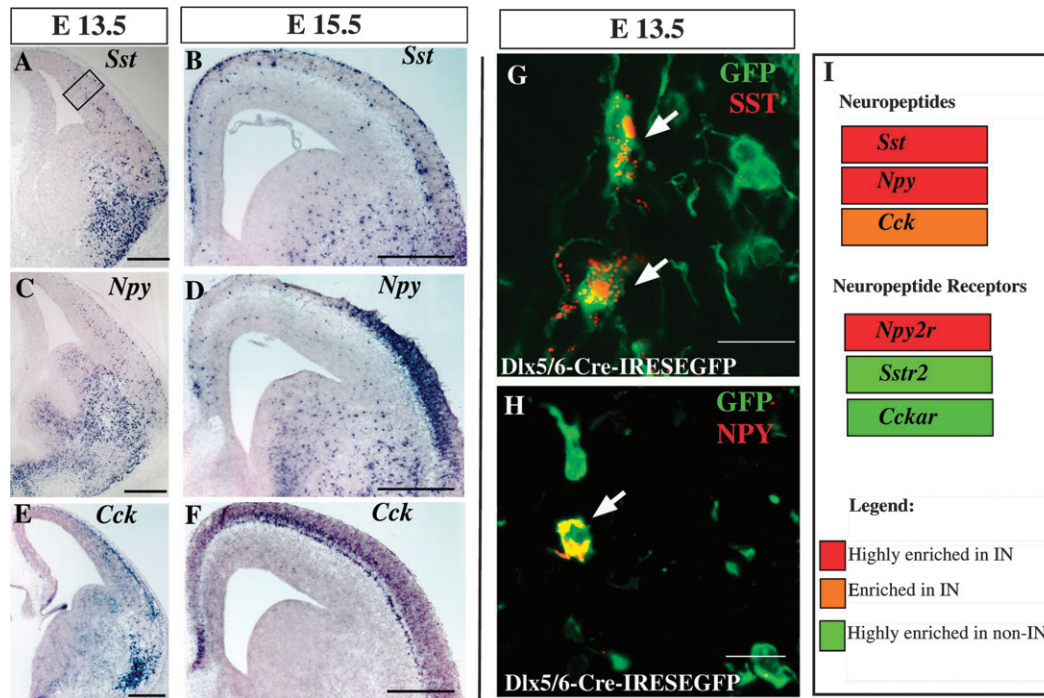 E 13.5
E 15.5
E 13.5
A
Sst
B
Sst
C
Npy
D
Npy
E
Cck
F
Cck
G
GFP
SST
Dlx5/6-Cre-IRESEGFP
H
GFP
NPY
Dlx5/6-Cre-IRESEGFP
I
Neuropeptides
Sst
Npy
Cck
Neuropeptide Receptors
Npy2r
Sstr2
Cckar
Legend:
Highly enriched in IN
Enriched in IN
Highly enriched in non-IN